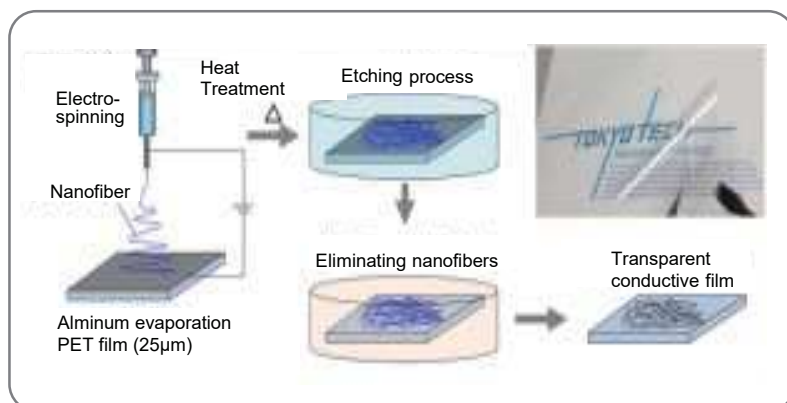 Electro-
spinning
Heat
Treatment
Δ
Etching process
TOKYO TECH
Nanofiber
Alminum evaporation
PET film (25μm)
Eliminating nanofibers
Transparent
conductive film